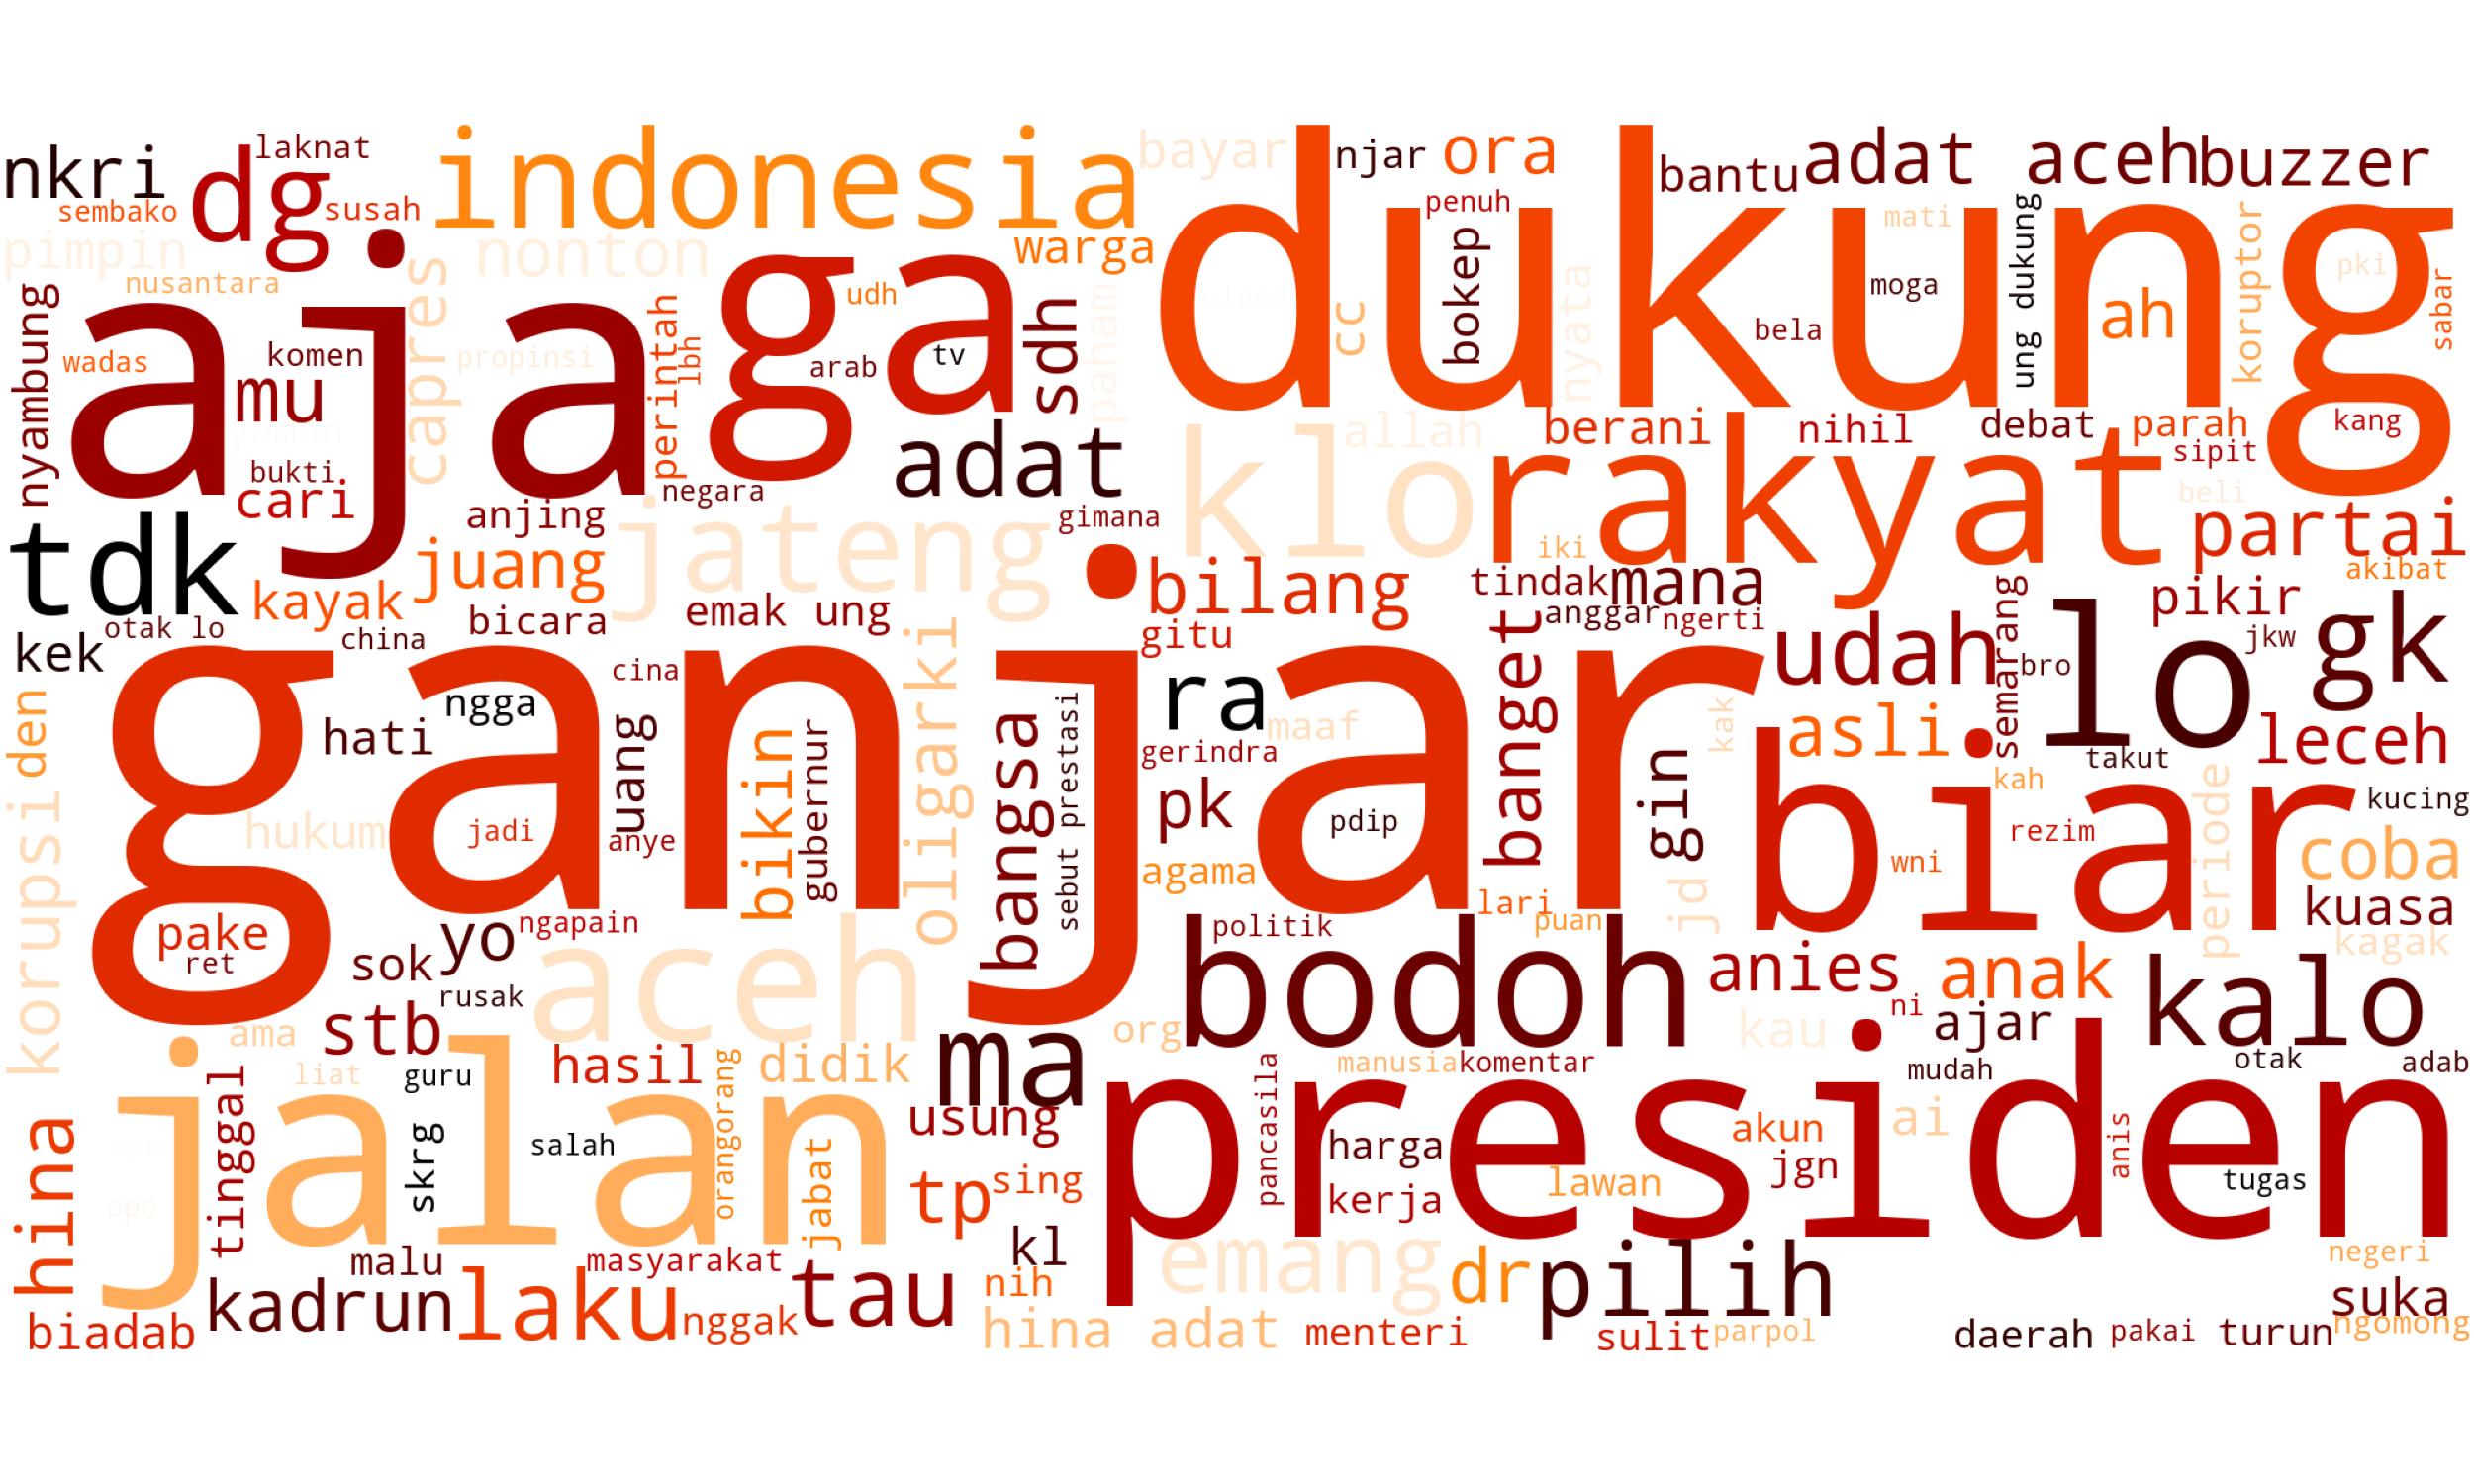 nkri
dg
laknat
indonesia
bayar
njar
ora
bantu
adat
aceh
buzzer
sembako
susah
pimpin
nonton
warga
penuh
dukung
mati
ung dukung
koruptor
pki
sabar
nusantara
capres
ga
udh
sdh
paham
cc
bokep
nyata
moga
bela
ah
nyambung
aja
wadas
komen
mu
propinsi
perintah
lbh
arab
tv
bukti
cari
negara
adat
klo
allah
berani
nihil
debat
parah
kang
sipit
rakyat
beli
partai
tdk
anjing
jateng
gimana
iki
akibat
kayak
juang
bilang
tindak
mana
pikir
otak lo
bicara
emak ung
gitu
anggar
ngerti
semarang
lo
jkw
gk
kek
china
cina
oligarki
ganjar
ra
banget
udah
bro
den
ngga
hati
uang
bikin
gubernur
bangsa
sebut prestasi
maaf
gerindra
kak
gin
asli
takut
leceh
korupsi
hukum
jadi
anye
pk
pdip
biar
kah
periode
kucing
rezim
wni
coba
agama
jd
lari
puan
kuasa
pake
ret
sok
yo
ngapain
aceh
politik
bodoh
anies
anak
kagak
kalo
rusak
stb
ama
ma
org
kau
ni
ajar
jalan
liat
guru
hasil
orangorang
didik
pancasila
manusia
komentar
presiden
mudah
otak
adab
hina
tinggal
skrg
salah
jabat
usung
harga
akun
ai
anis
opo
tp
sing
kerja
lawan
jgn
tugas
malu
masyarakat
kl
emang
dr
pilih
negeri
biadab
kadrun
laku
nggak
tau
nih
hina adat
menteri
sulit
parpol
daerah
pakai
turun
suka
ngomong